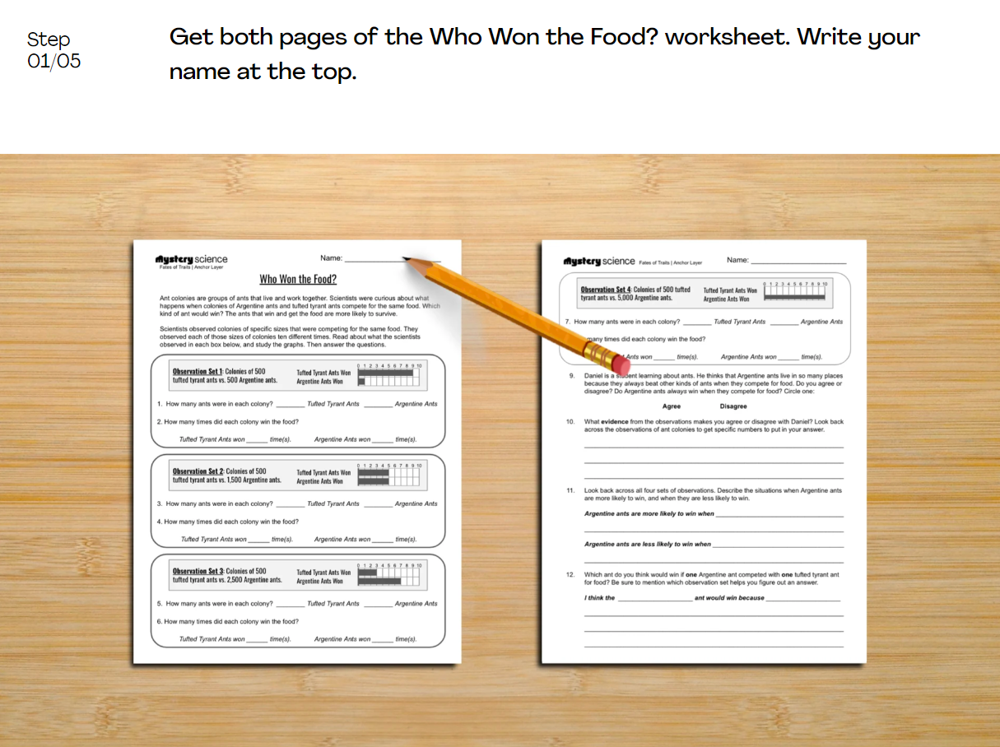 Step
01/05
Get both pages of the Who Won the Food? worksheet. Write your
name at the top.
mystery science
Fates of Traits | Anchor Layer
Name:
Who Won the Food?
Ant colonies are groups of ants that live and work together. Scientists were curious about what
happens when colonies of Argentine ants and tufted tyrant ants compete for the same food. Which
kind of ant would win? The ants that win and get the food are more likely to survive.
Scientists observed colonies of specific sizes that were competing for the same food. They
observed each of those sizes of colonies ten different times. Read about what the scientists
observed in each box below, and study the graphs. Then answer the questions.
0 1 2 3 4 5 6 7 8 9 10
Observation Set 1: Colonies of 500 Tufted Tyrant Ants Won
tufted tyrant ants vs. 500 Argentine ants. Argentine Ants Won
1. How many ants were in each colony? ______ Tufted Tyrant Ants ______ Argentine Ants
2. How many times did each colony win the food?
Tufted Tyrant Ants won _____ time(s). Argentine Ants won _____ time(s).
0 1 2 3 4 5 6 7 8 9 10
Observation Set 2: Colonies of 500 Tufted Tyrant Ants Won
tufted tyrant ants vs. 1,500 Argentine ants. Argentine Ants Won
3. How many ants were in each colony? ______ Tufted Tyrant Ants ______ Argentine Ants
4. How many times did each colony win the food?
Tufted Tyrant Ants won _____ time(s). Argentine Ants won _____ time(s).
0 1 2 3 4 5 6 7 8 9 10
Observation Set 3: Colonies of 500 Tufted Tyrant Ants Won
tufted tyrant ants vs. 2,500 Argentine ants. Argentine Ants Won
5. How many ants were in each colony? ______ Tufted Tyrant Ants ______ Argentine Ants
6. How many times did each colony win the food?
Tufted Tyrant Ants won _____ time(s). Argentine Ants won _____ time(s).
mystery science Fates of Traits | Anchor Layer Name:
0 1 2 3 4 5 6 7 8 9 10
Observation Set 4: Colonies of 500 tufted Tufted Tyrant Ants Won
tyrant ants vs. 5,000 Argentine ants. Argentine Ants Won
7. How many ants were in each colony? ______ Tufted Tyrant Ants ______ Argentine Ants
many times did each colony win the food?
Ants won _____ time(s). Argentine Ants won _____ time(s).
9. Daniel is a student learning about ants. He thinks that Argentine ants live in so many places
because they always beat other kinds of ants when they compete for food. Do you agree or
disagree? Do Argentine ants always win when they compete for food? Circle one:
Agree Disagree
10. What evidence from the observations makes you agree or disagree with Daniel? Look back
across the observations of ant colonies to get specific numbers to put in your answer.
11. Look back across all four sets of observations. Describe the situations when Argentine ants
are more likely to win, and when they are less likely to win.
Argentine ants are more likely to win when
Argentine ants are less likely to win when
12. Which ant do you think would win if one Argentine ant competed with one tufted tyrant ant
for food? Be sure to mention which observation set helps you figure out an answer.
I think the ______ ant would win because